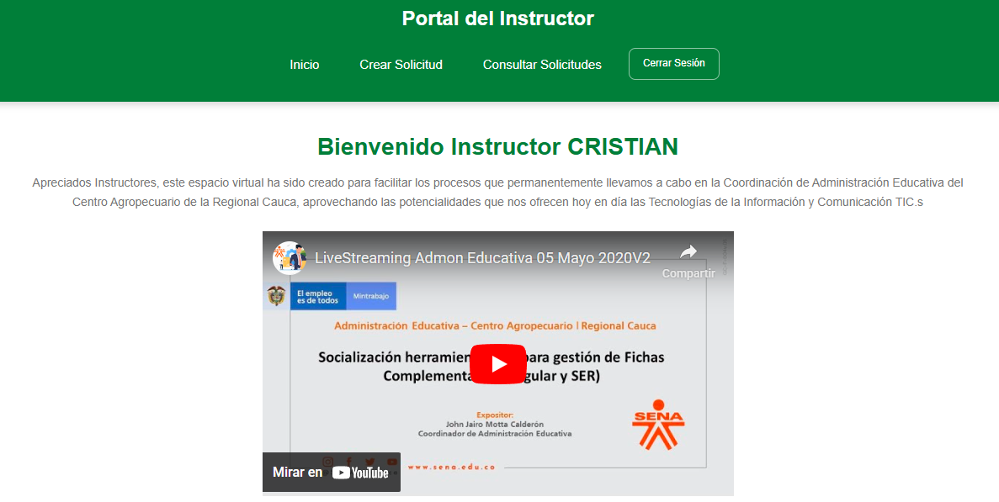 Portal del Instructor
Inicio
Crear Solicitud
Consultar Solicitudes
Cerrar Sesión
Bienvenido Instructor CRISTIAN
Apreciados Instructores, este espacio virtual ha sido creado para facilitar los procesos que permanentemente llevamos a cabo en la Coordinación de Administración Educativa del
Centro Agropecuario de la Regional Cauca, aprovechando las potencialidades que nos ofrecen hoy en día las Tecnologías de la Información y Comunicación TIC.s
LiveStreaming Admon Educativa 05 Mayo 2020V2
Compartir
El empleo
es de todos
Mintrabajo
Administración Educativa – Centro Agropecuario | Regional Cauca
Socialización para gestión de Fichas
y SER)
Expositor:
John Jairo Motta Calderón
Coordinador de Administración Educativa
SENA
www.sena.edu.co
Mirar en YouTube